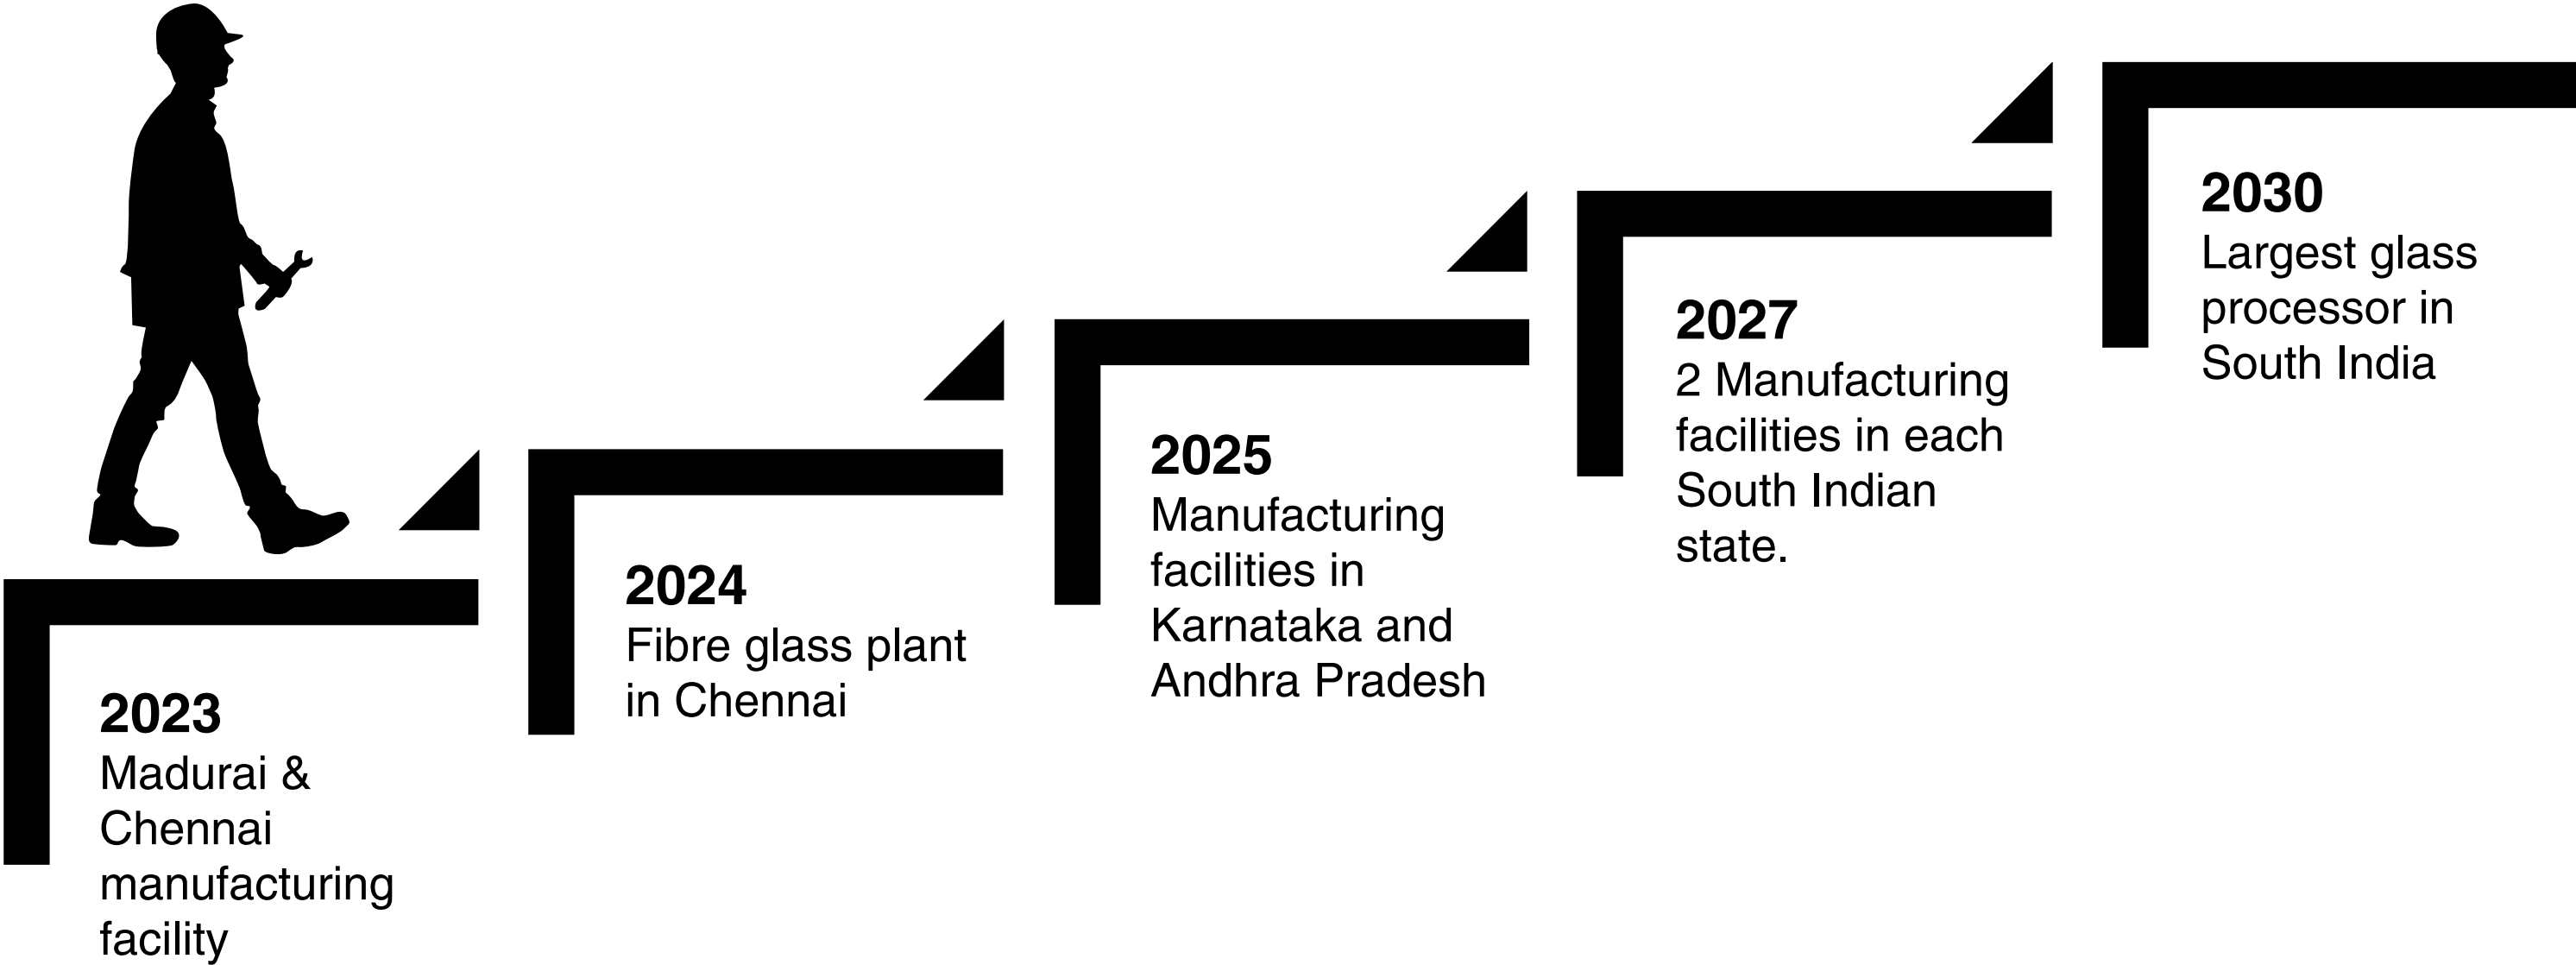 2023
Madurai &
Chennai
manufacturing
facility
2024
Fibre glass plant
in Chennai
2025
Manufacturing
facilities in
Karnataka and
Andhra Pradesh
2027
2 Manufacturing
facilities in each
South Indian
state.
2030
Largest glass
processor in
South India